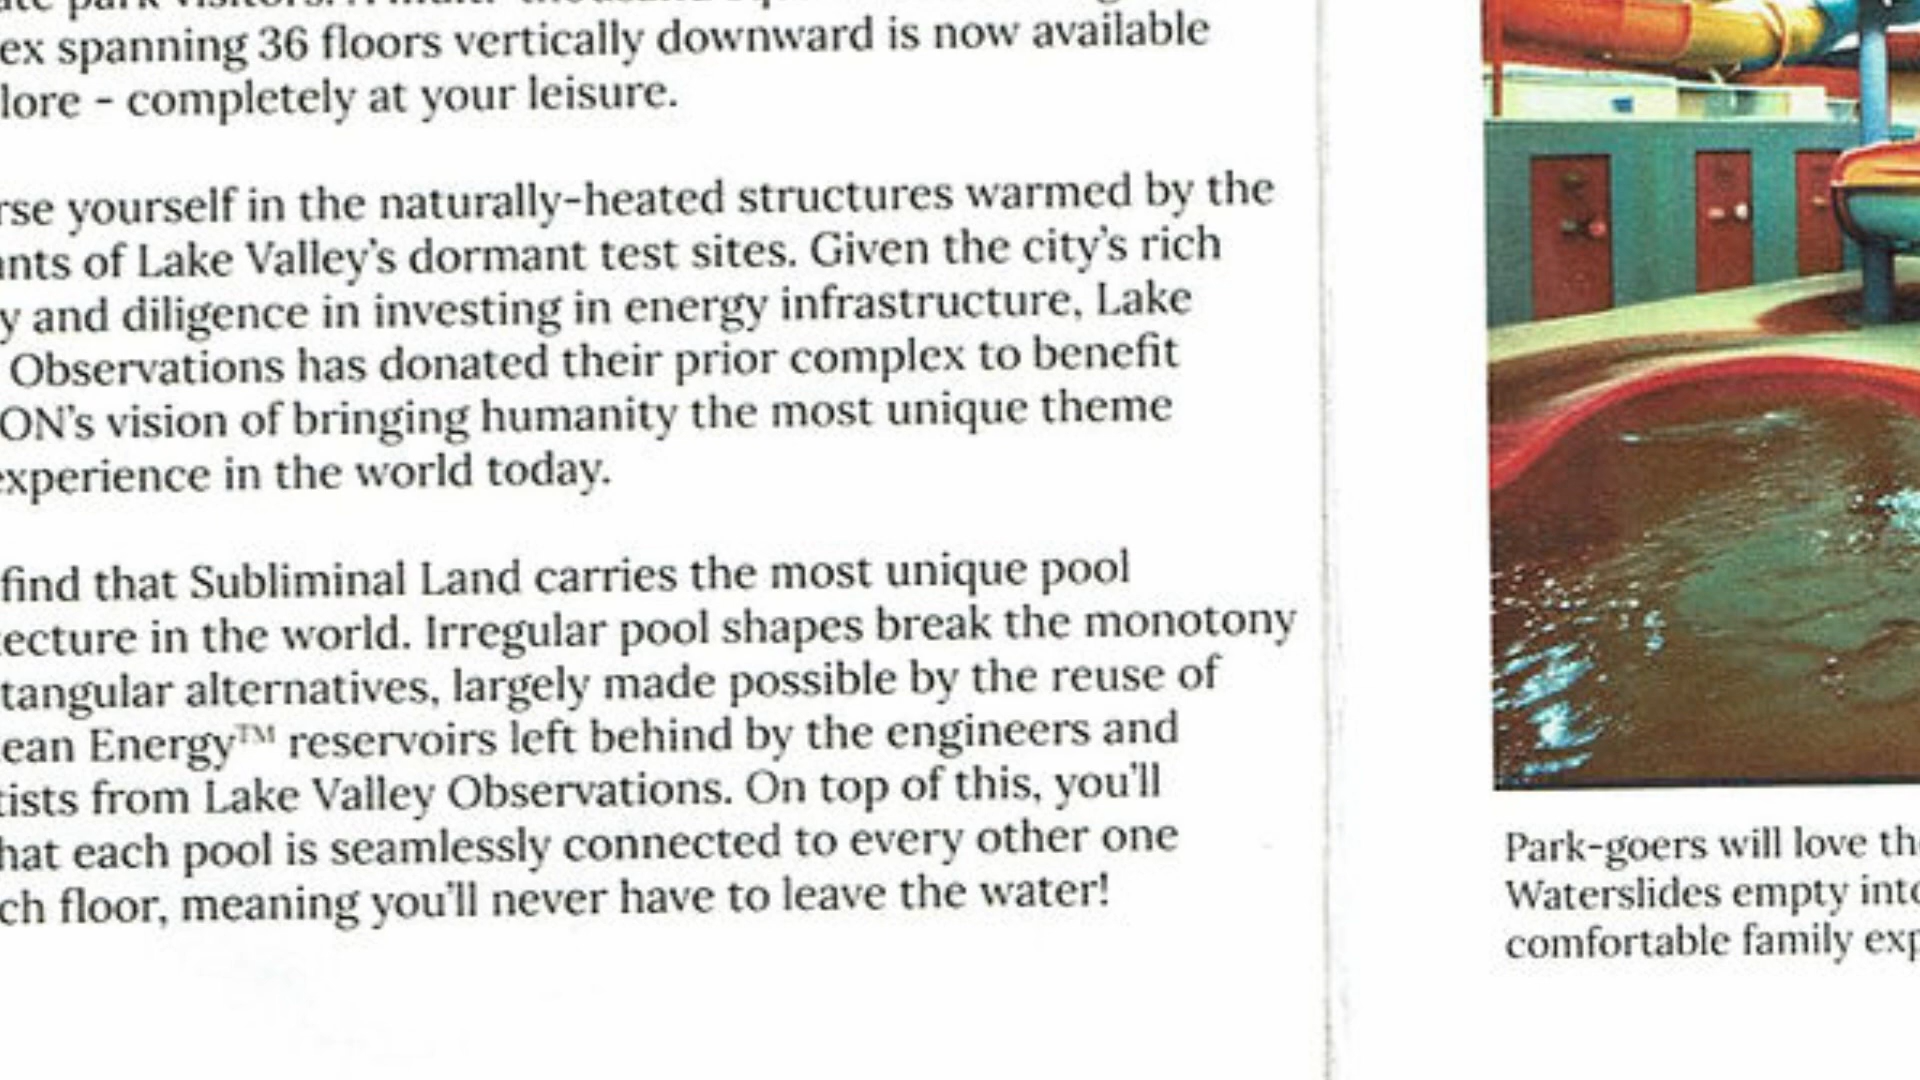 park visitors.
ex spanning 36 floors vertically downward is now available
lore - completely at your leisure.
rse yourself in the naturally-heated structures warmed by the
nts of Lake Valley's dormant test sites. Given the city's rich
y and diligence in investing in energy infrastructure, Lake
Observations has donated their prior complex to benefit
ON's vision of bringing humanity the most unique theme
experience in the world today.
find that Subliminal Land carries the most unique pool
tecture in the world. Irregular pool shapes break the monotony
tangular alternatives, largely made possible by the reuse of
ean Energy™ reservoirs left behind by the engineers and
tists from Lake Valley Observations. On top of this, you'll
hat each pool is seamlessly connected to every other one
ch floor, meaning you'll never have to leave the water!
Park-goers will love th
Waterslides empty into
comfortable family exp